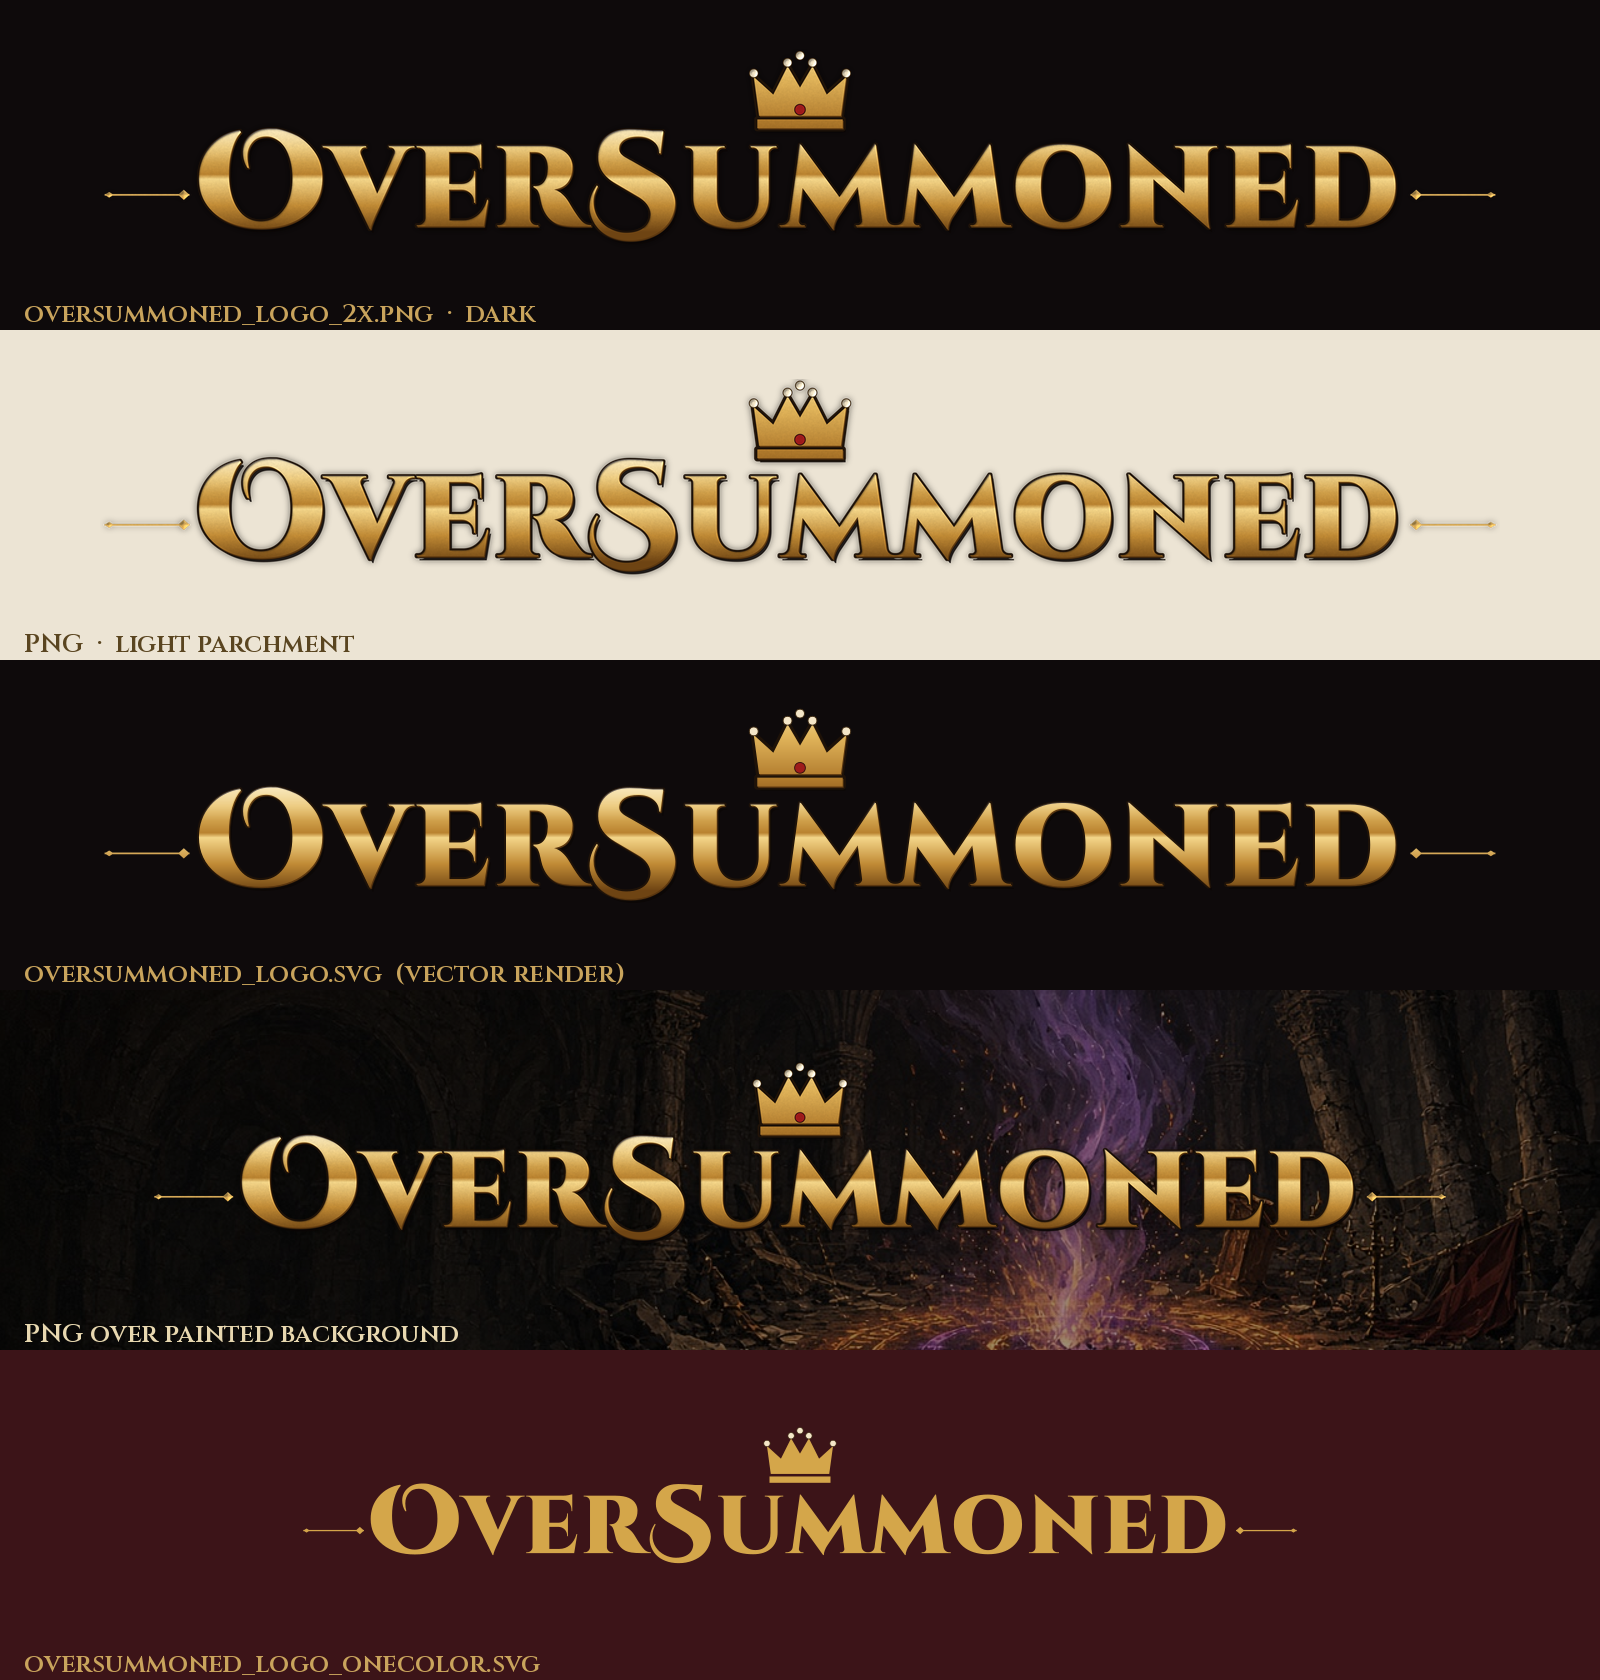 OverSummoned
oversummoned_logo_2x.png · dark
OverSummoned
PNG · light parchment
OverSummoned
oversummoned_logo.svg (vector render)
OverSummoned
PNG over painted background
OverSummoned
oversummoned_logo_onecolor.svg